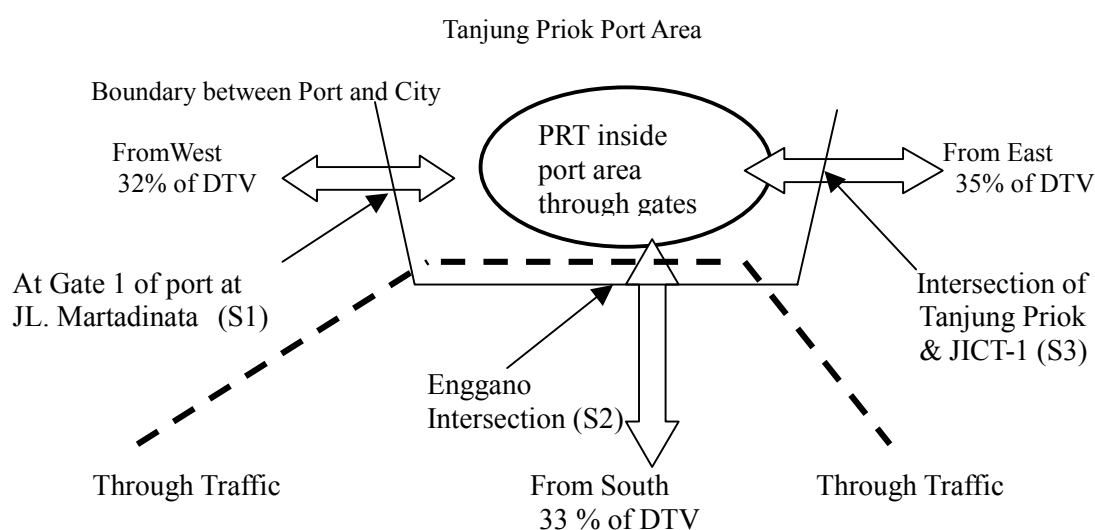 Tanjung Priok Port Area
Boundary between Port and City
FromWest
32% of DTV
PRT inside
port area
through gates
From East
35% of DTV
At Gate 1 of port at
JL. Martadinata (S1)
Intersection of
Tanjung Priok
& JICT-1 (S3)
Enggano
Intersection (S2)
Through Traffic
From South
33 % of DTV
Through Traffic